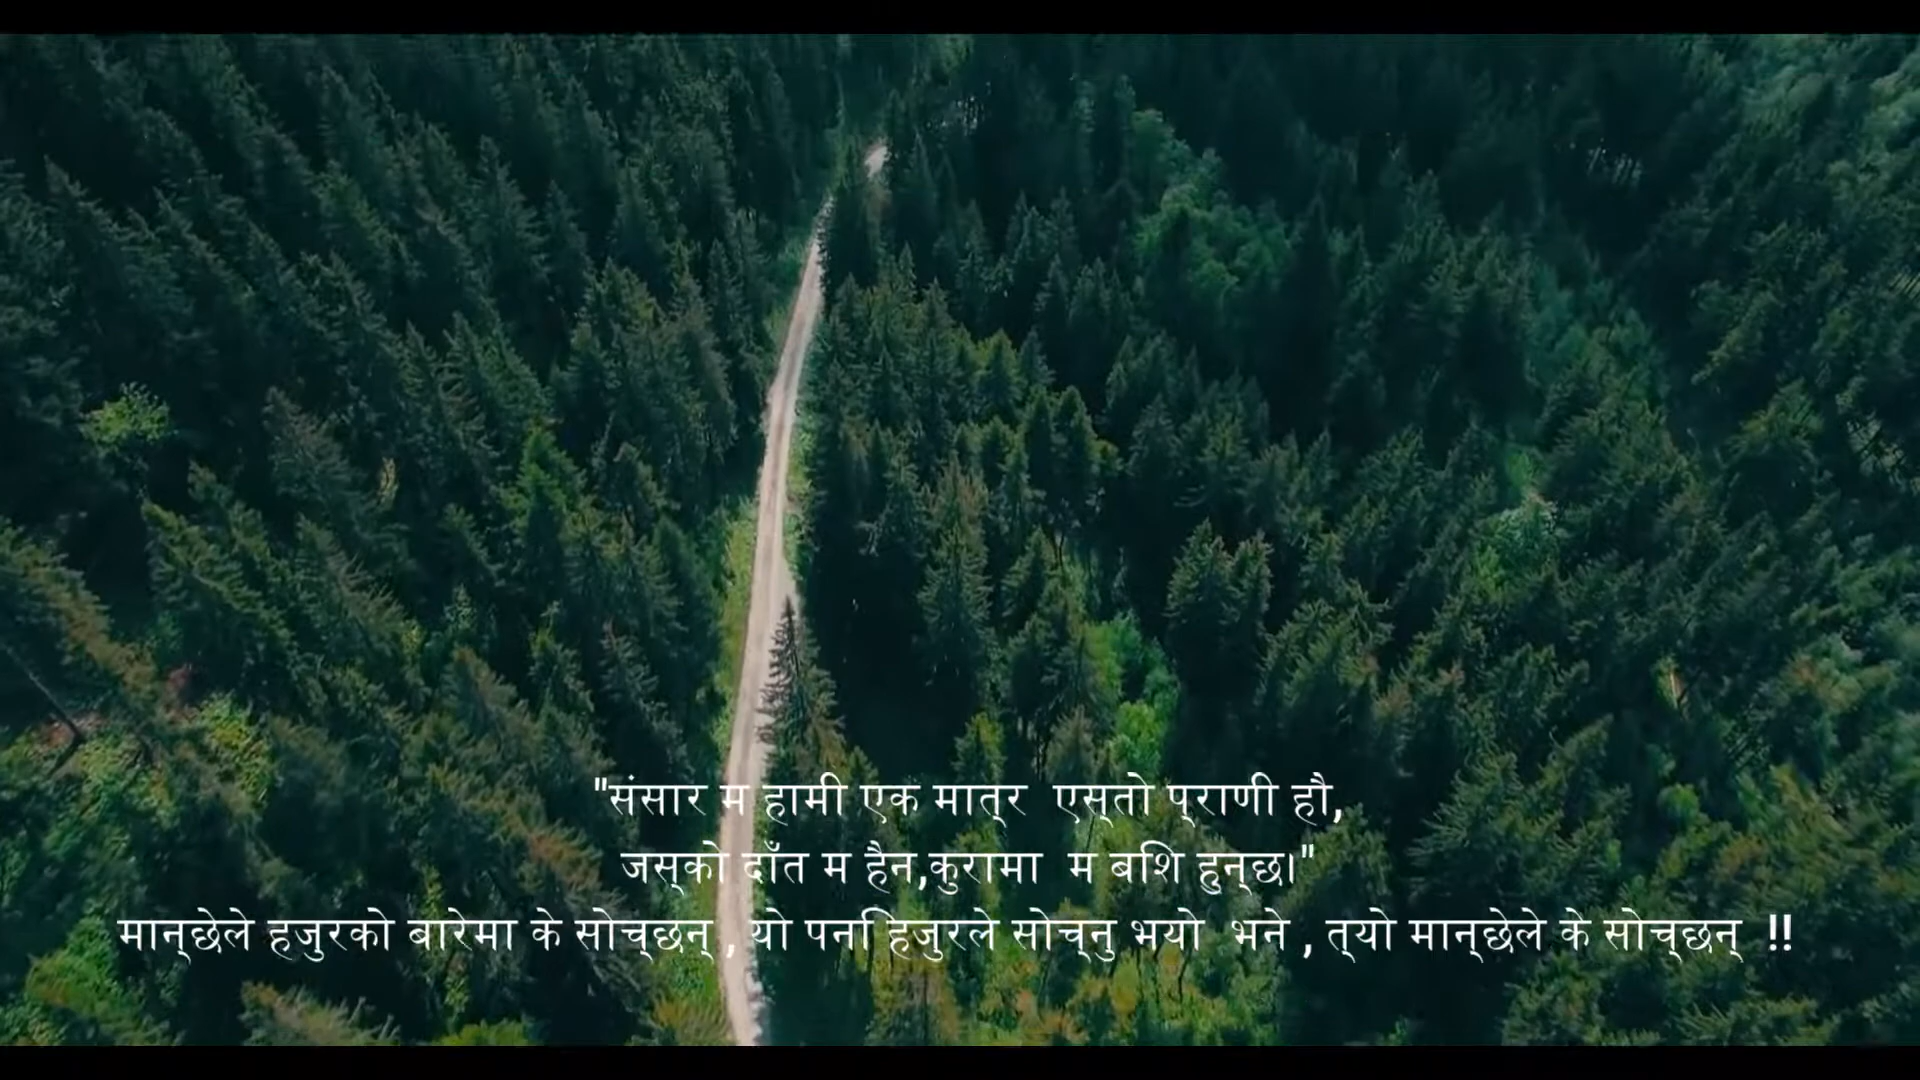 "संसार म हामी एक मात्‌र एस्‌तो प्‌राणी हौ,
जस्‌को दाँत म हैन,कुरामा म बशि हुन्‌छ।"
मान्‌छेले हजुरको बारेमा के सोच्‌छन् , यो पनि हजुरले सोच्‌नु भयो भने , त्‌यो मान्‌छेले के सोच्‌छन् !!